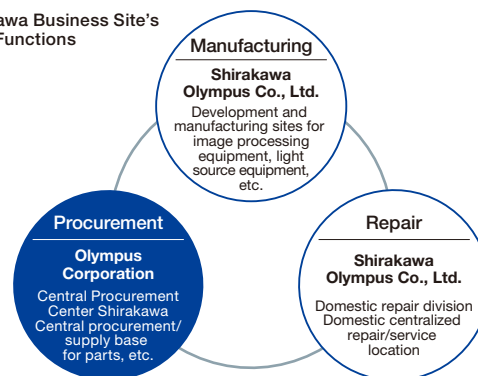 awa Business Site's
Functions
Manufacturing
Shirakawa
Olympus Co., Ltd.
Development and
manufacturing sites for
image processing
equipment, light
source equipment,
etc.
Procurement
Olympus
Corporation
Central Procurement
Center Shirakawa
Central procurement/
supply base
for parts, etc.
Repair
Shirakawa
Olympus Co., Ltd.
Domestic repair division
Domestic centralized
repair/service
location